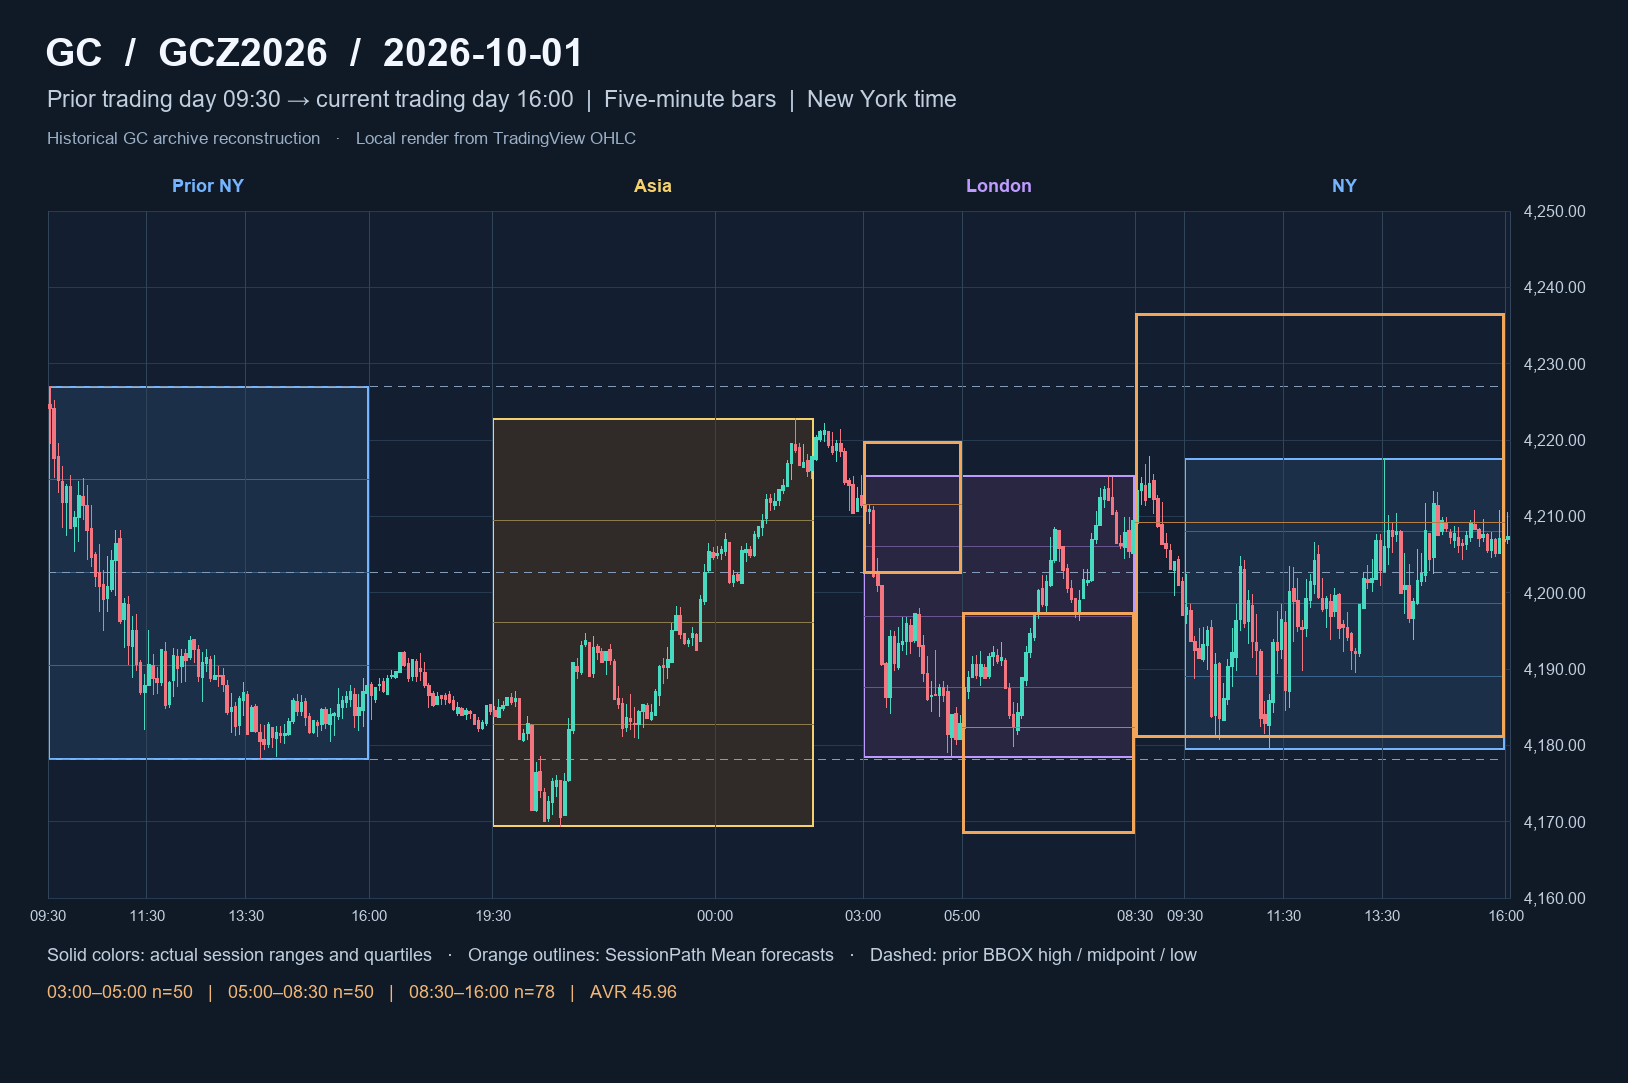 GC / GCZ2026 / 2026-10-01
Prior trading day 09:30 → current trading day 16:00 | Five-minute bars | New York time
Historical GC archive reconstruction · Local render from TradingView OHLC
Prior NY Asia London NY
4,250.00
4,240.00
4,230.00
4,220.00
4,210.00
4,200.00
4,190.00
4,180.00
4,170.00
4,160.00
09:30 11:30 13:30 16:00 19:30 00:00 03:00 05:00 08:30 09:30 11:30 13:30 16:00
Solid colors: actual session ranges and quartiles · Orange outlines: SessionPath Mean forecasts · Dashed: prior BBOX high / midpoint / low
03:00–05:00 n=50 | 05:00–08:30 n=50 | 08:30–16:00 n=78 | AVR 45.96